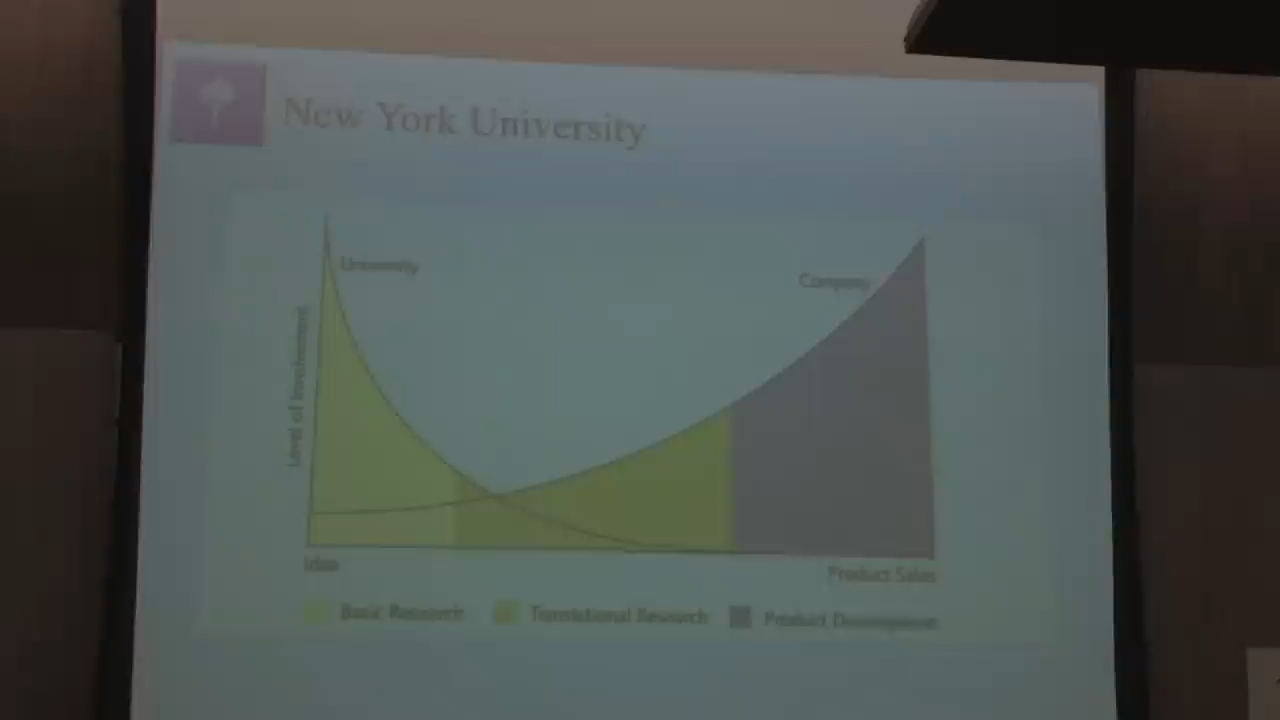 New York University
University
Company
Level of Involvement
Idea
Product Sales
Basic Research
Translational Research
Product Development